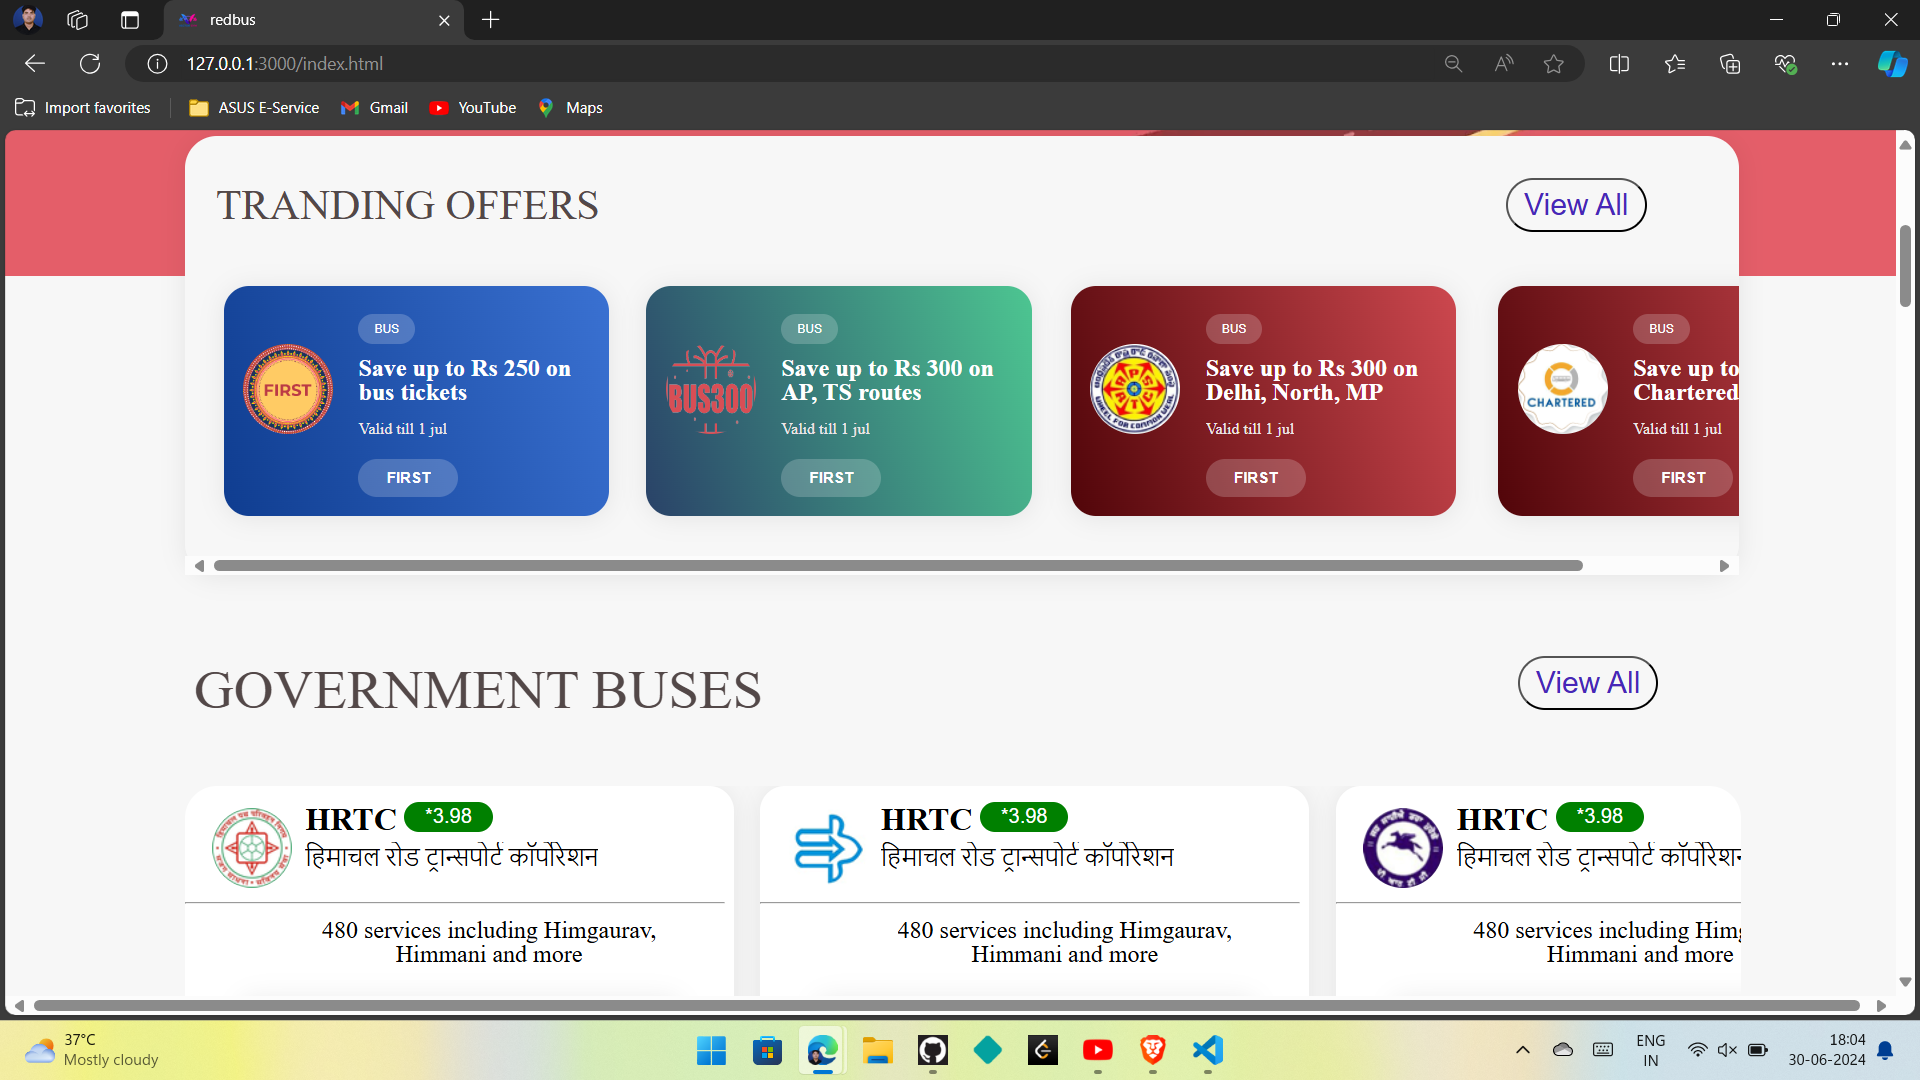 redbus
127.0.0.1:3000/index.html
Import favorites
ASUS E-Service
Gmail
YouTube
Maps
TRANDING OFFERS
View All
FIRST
BUS
Save up to Rs 250 on
bus tickets
Valid till 1 jul
FIRST
BUS300
BUS
Save up to Rs 300 on
AP, TS routes
Valid till 1 jul
FIRST
BUS
Save up to Rs 300 on
Delhi, North, MP
Valid till 1 jul
FIRST
CHARTERED
BUS
Save up to
Chartered
Valid till 1 jul
FIRST
GOVERNMENT BUSES
View All
HRTC *3.98
हिमाचल रोड ट्रान्सपोर्ट कॉर्पोरेशन
480 services including Himgaurav,
Himmani and more
HRTC *3.98
हिमाचल रोड ट्रान्सपोर्ट कॉर्पोरेशन
480 services including Himgaurav,
Himmani and more
HRTC *3.98
हिमाचल रोड ट्रान्सपोर्ट कॉर्पोरेशन
480 services including Himg
Himmani and more
37°C
Mostly cloudy
ENG
IN
18:04
30-06-2024